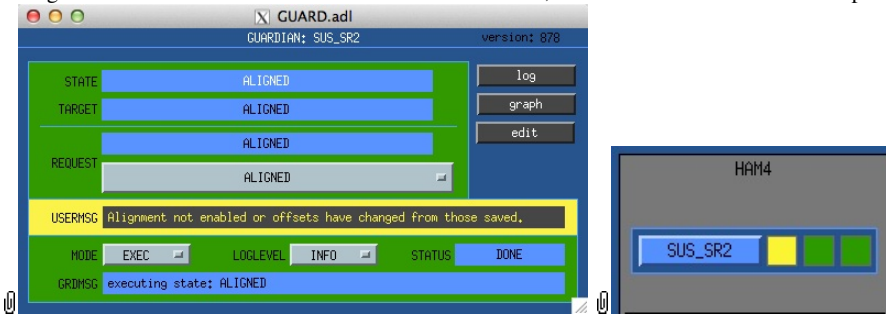 GUARD.adl
GUARDIAN: SUS_SR2 version: 878
STATE ALIGNED log
TARGET ALIGNED graph
ALIGNED edit
REQUEST
ALIGNED
USERMSG Alignment not enabled or offsets have changed from those saved.
MODE EXEC LOGLEVEL INFO STATUS DONE
GRDMSG executing state: ALIGNED
HAM4
SUS_SR2